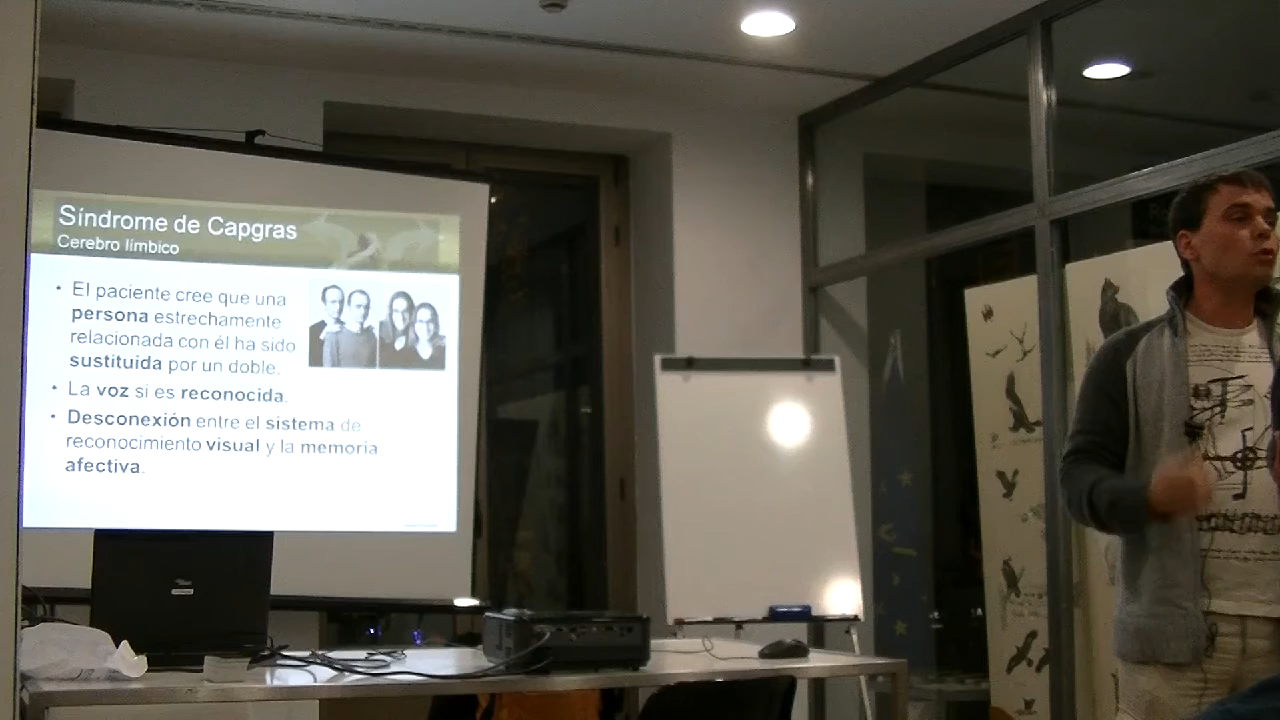 Síndrome de Capgras
Cerebro límbico
• El paciente cree que una
persona estrechamente
relacionada con él ha sido
sustituida por un doble.
• La voz si es reconocida.
• Desconexión entre el sistema de
reconocimiento visual y la memoria
afectiva.